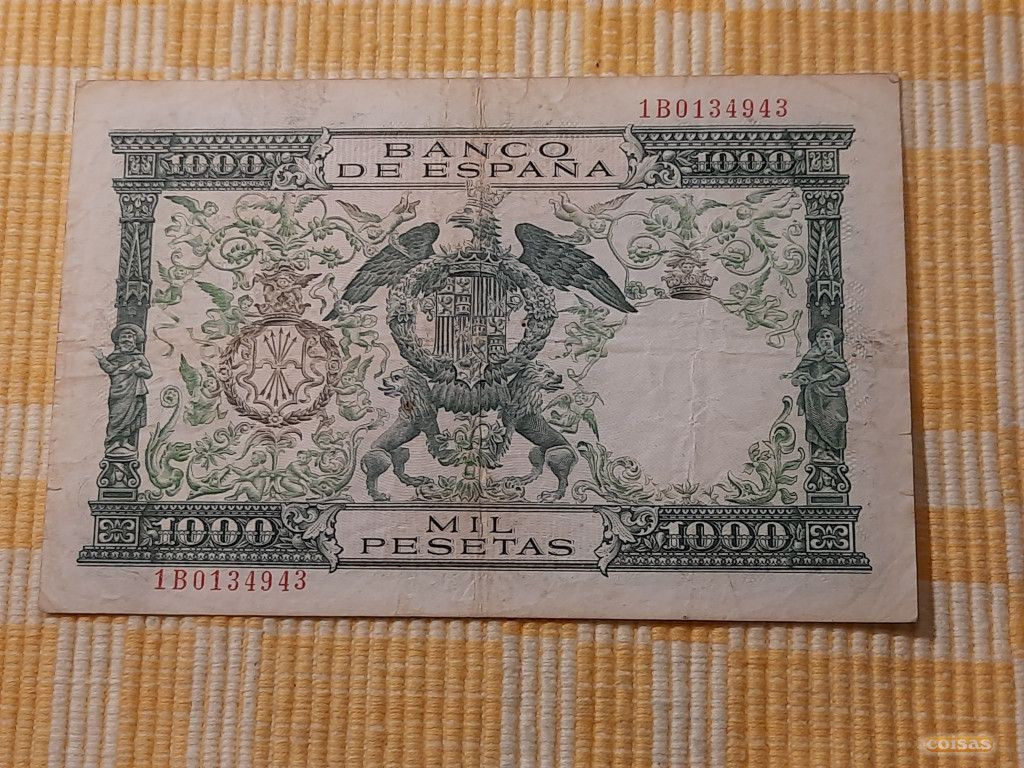 1B0134943
1000 BANCO 1000
DE ESPAÑA
1000 MIL 1000
PESETAS
1B0134943
coisas